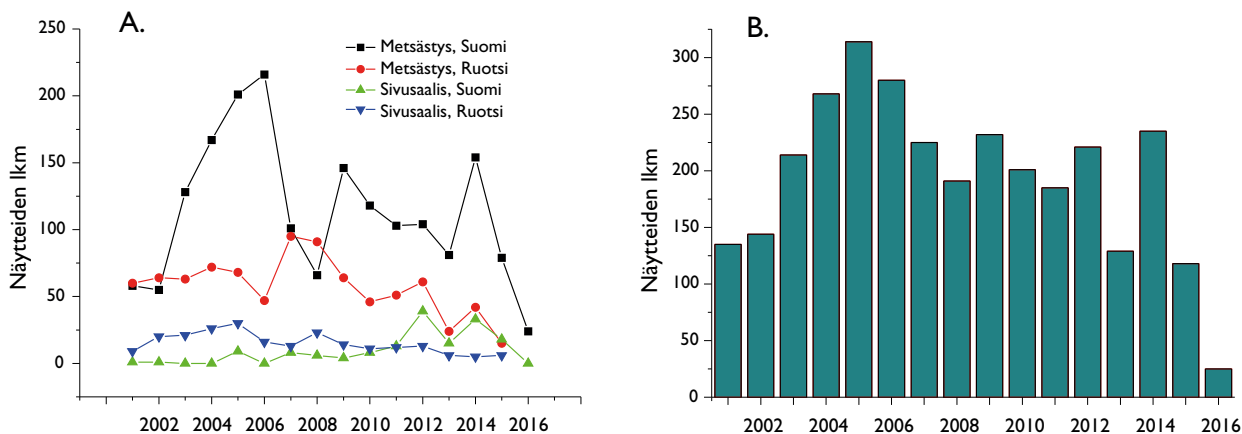 A.
Metsästys, Suomi
Metsästys, Ruotsi
Sivusaalis, Suomi
Sivusaalis, Ruotsi
Näytteiden lkm
250
200
150
100
50
0
2002 2004 2006 2008 2010 2012 2014 2016
B.
Näytteiden lkm
300
250
200
150
100
50
0
2002 2004 2006 2008 2010 2012 2014 2016